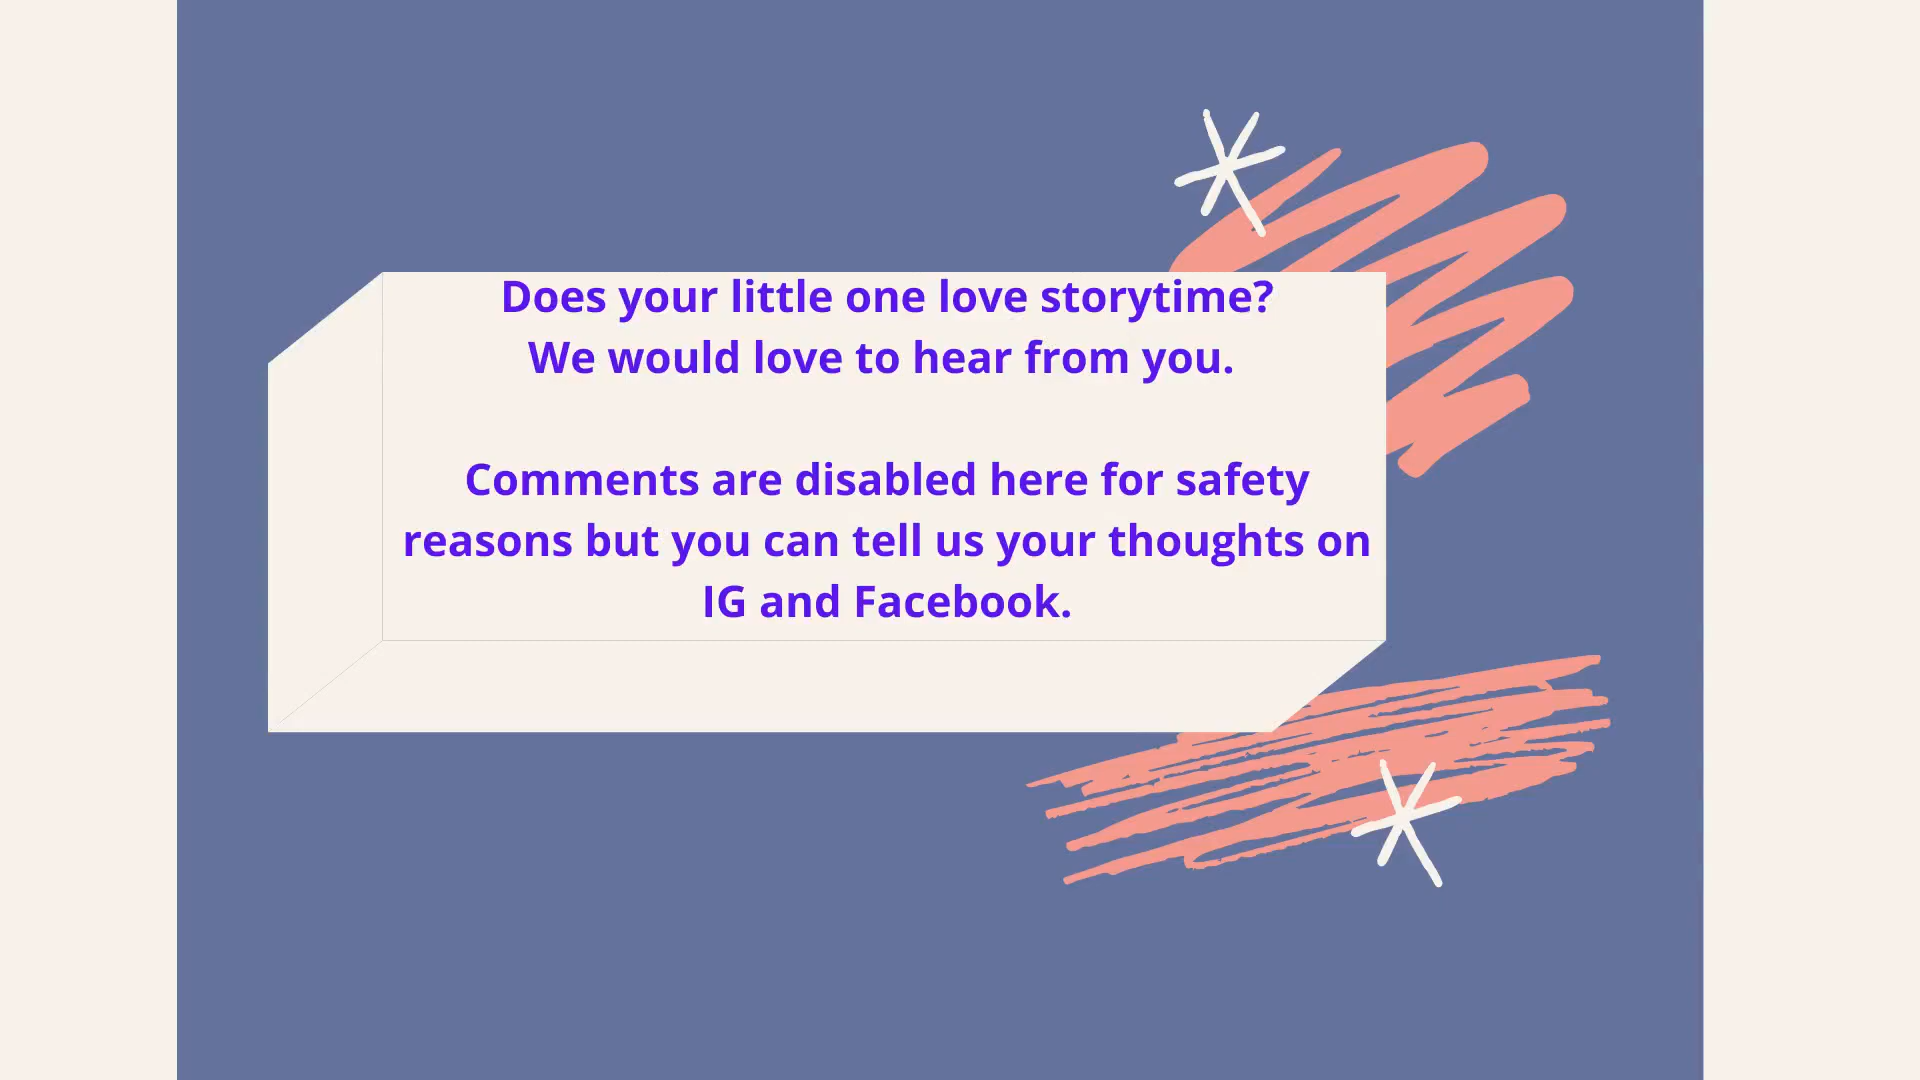 Does your little one love storytime?
We would love to hear from you.
Comments are disabled here for safety
reasons but you can tell us your thoughts on
IG and Facebook.